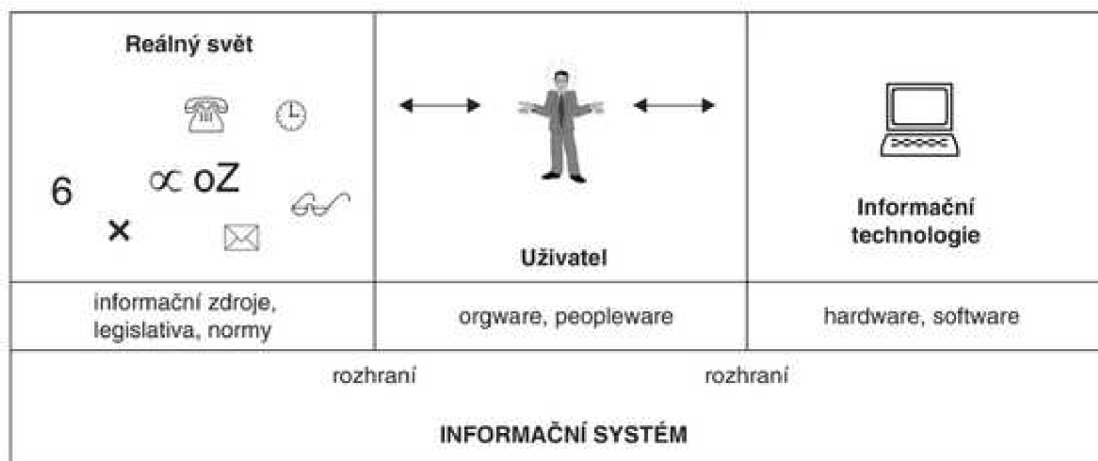 Reálný svět
6
∝ oZ
×
Uživatel
Informační
technologie
informační zdroje,
legislativa, normy
orgware, peopleware
hardware, software
rozhraní
rozhraní
INFORMAČNÍ SYSTÉM